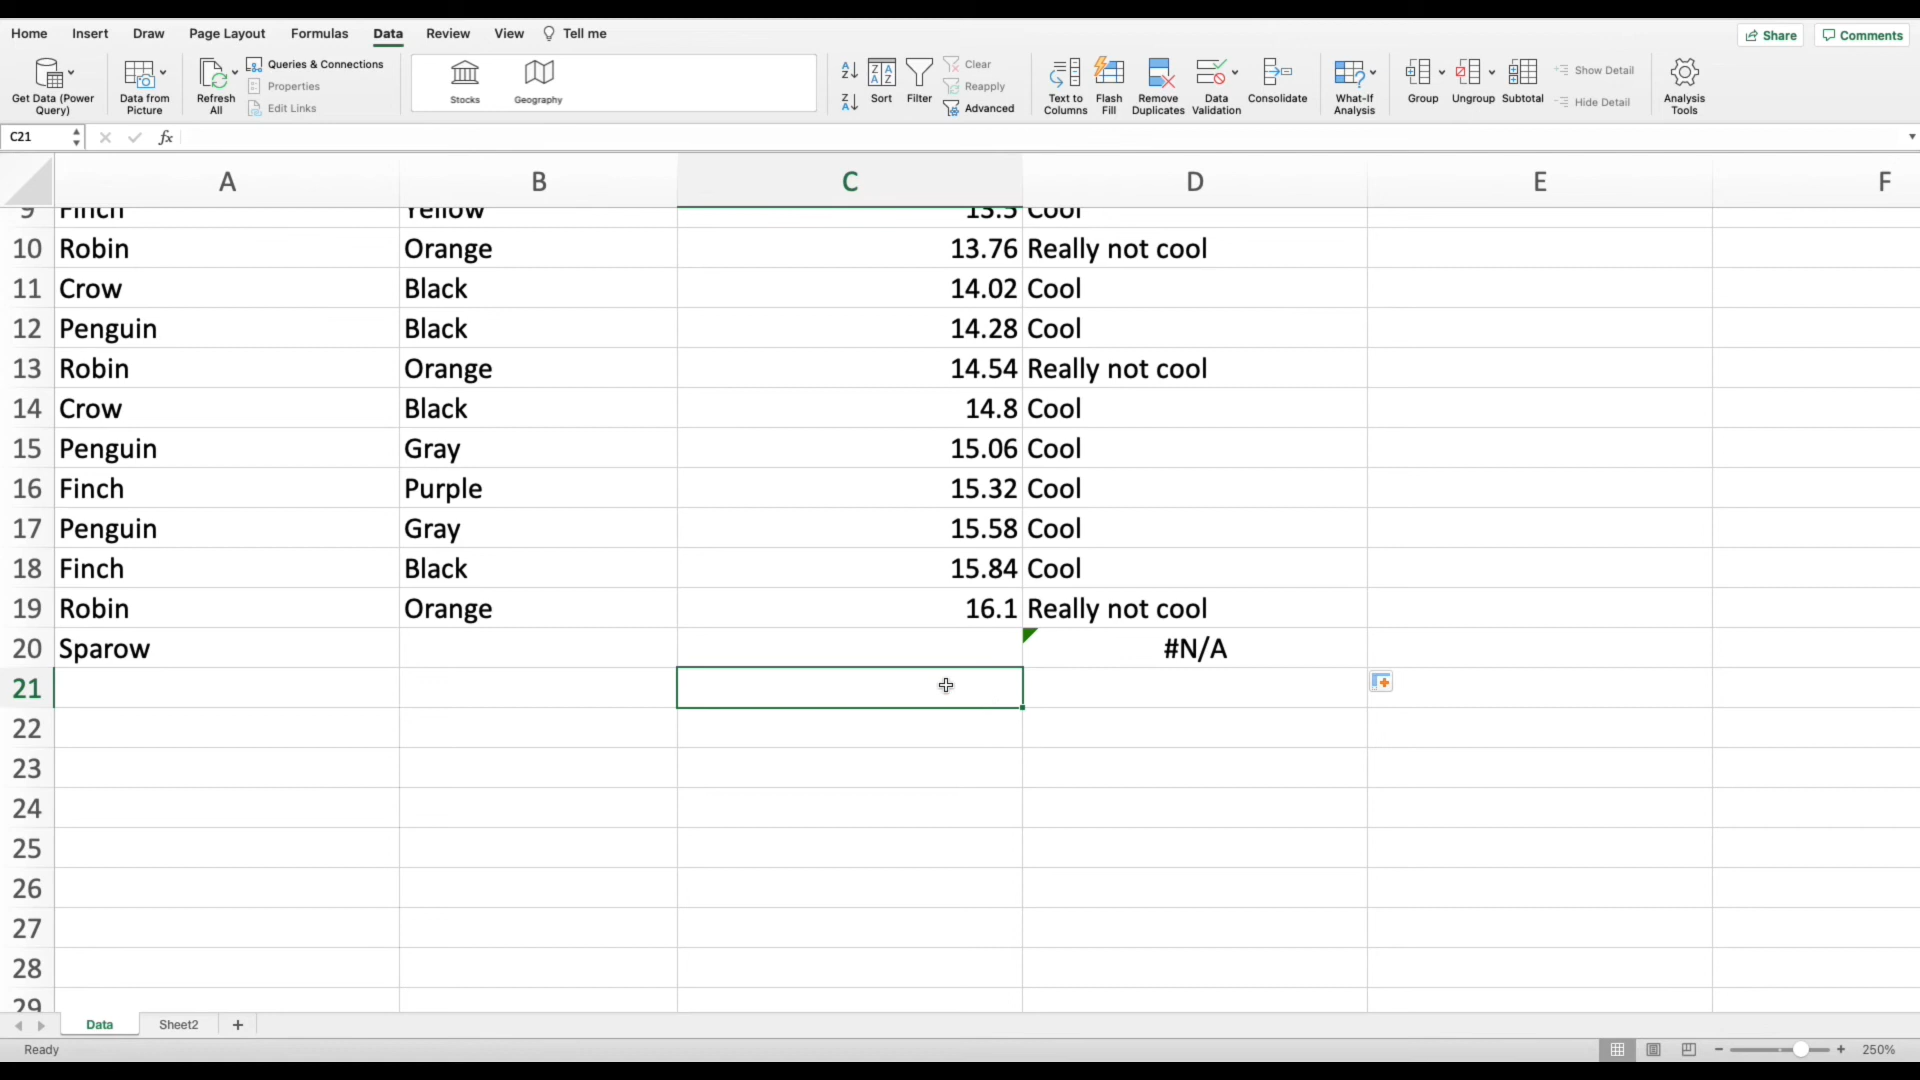 Home Insert Draw Page Layout Formulas Data Review View Tell me Share Comments
Get Data (Power Query)
Data from Picture
Refresh All
Queries & Connections
Properties
Edit Links
Stocks Geography
Sort Filter
Clear
Reapply
Advanced
Text to Columns
Flash Fill
Remove Duplicates
Data Validation
Consolidate
What-If Analysis
Group Ungroup Subtotal
Show Detail
Hide Detail
Analysis Tools
C21 fx
A B C D E F
9 Finch Yellow 13.5 Cool
10 Robin Orange 13.76 Really not cool
11 Crow Black 14.02 Cool
12 Penguin Black 14.28 Cool
13 Robin Orange 14.54 Really not cool
14 Crow Black 14.8 Cool
15 Penguin Gray 15.06 Cool
16 Finch Purple 15.32 Cool
17 Penguin Gray 15.58 Cool
18 Finch Black 15.84 Cool
19 Robin Orange 16.1 Really not cool
20 Sparow #N/A
21
22
23
24
25
26
27
28
29
Data Sheet2 +
Ready 250%